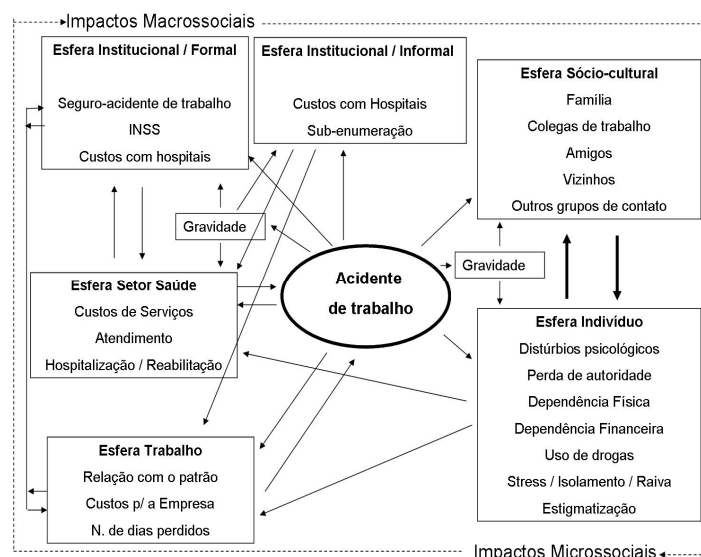 Impactos Macrossociais
Esfera Institucional / Formal
Seguro-acidente de trabalho
INSS
Custos com hospitais
Esfera Institucional / Informal
Custos com Hospitais
Sub-enumeração
Esfera Sócio-cultural
Família
Colegas de trabalho
Amigos
Vizinhos
Outros grupos de contato
Gravidade
Gravidade
Acidente
de trabalho
Esfera Setor Saúde
Custos de Serviços
Atendimento
Hospitalização / Reabilitação
Esfera Indivíduo
Distúrbios psicológicos
Perda de autoridade
Dependência Física
Dependência Financeira
Uso de drogas
Stress / Isolamento / Raiva
Estigmatização
Esfera Trabalho
Relação com o patrão
Custos p/ a Empresa
N. de dias perdidos
Impactos Microssociais